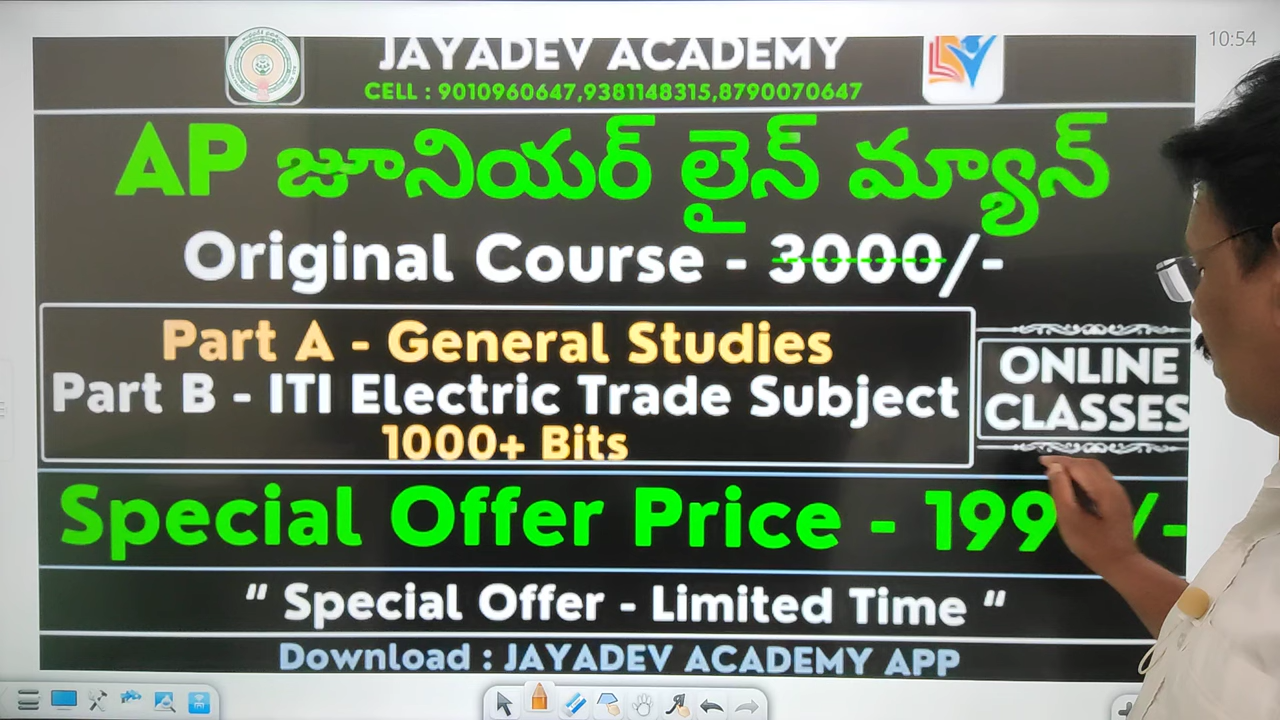 10:54
JAYADEV ACADEMY
CELL : 9010960647,9381148315,8790070647
AP జూనియర్ లైన్ మ్యాన్
Original Course - 3000/-
Part A - General Studies
Part B - ITI Electric Trade Subject
1000+ Bits
ONLINE
CLASSES
Special Offer Price - 199 /-
" Special Offer - Limited Time "
Download : JAYADEV ACADEMY APP